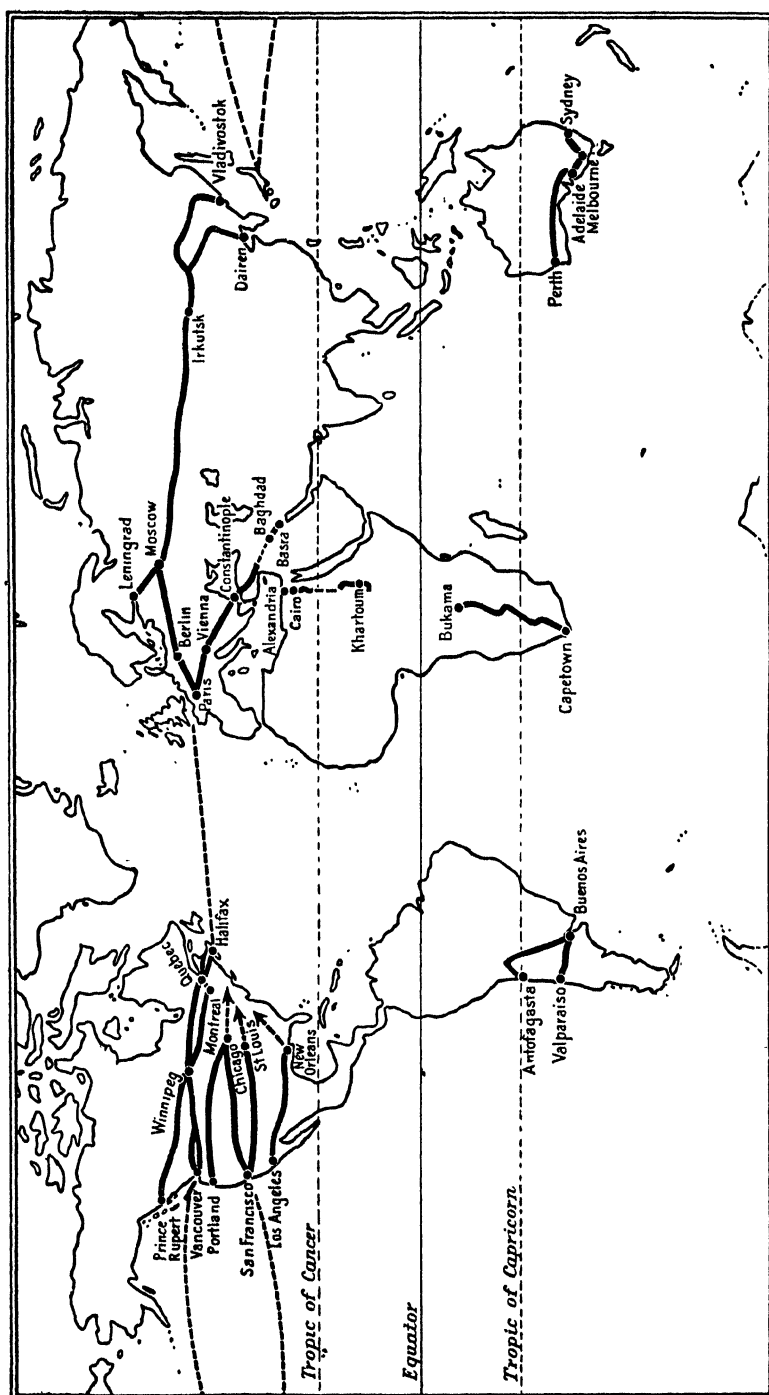 Prince
Rupert
Vancouver
Portland
San Francisco
Los Angeles
Winnipeg
Chicago
St Louis
New
Orleans
Montreal
Quebec
Halifax
Tropic of Cancer
Equator
Tropic of Capricorn
Antofagasta
Valparaiso
Buenos Aires
Paris
Berlin
Vienna
Leningrad
Moscow
Constantinople
Baghdad
Basra
Alexandria
Cairo
Khartoum
Bukama
Capetown
Irkutsk
Dairen
Vladivostok
Perth
Adelaide
Melbourne
Sydney